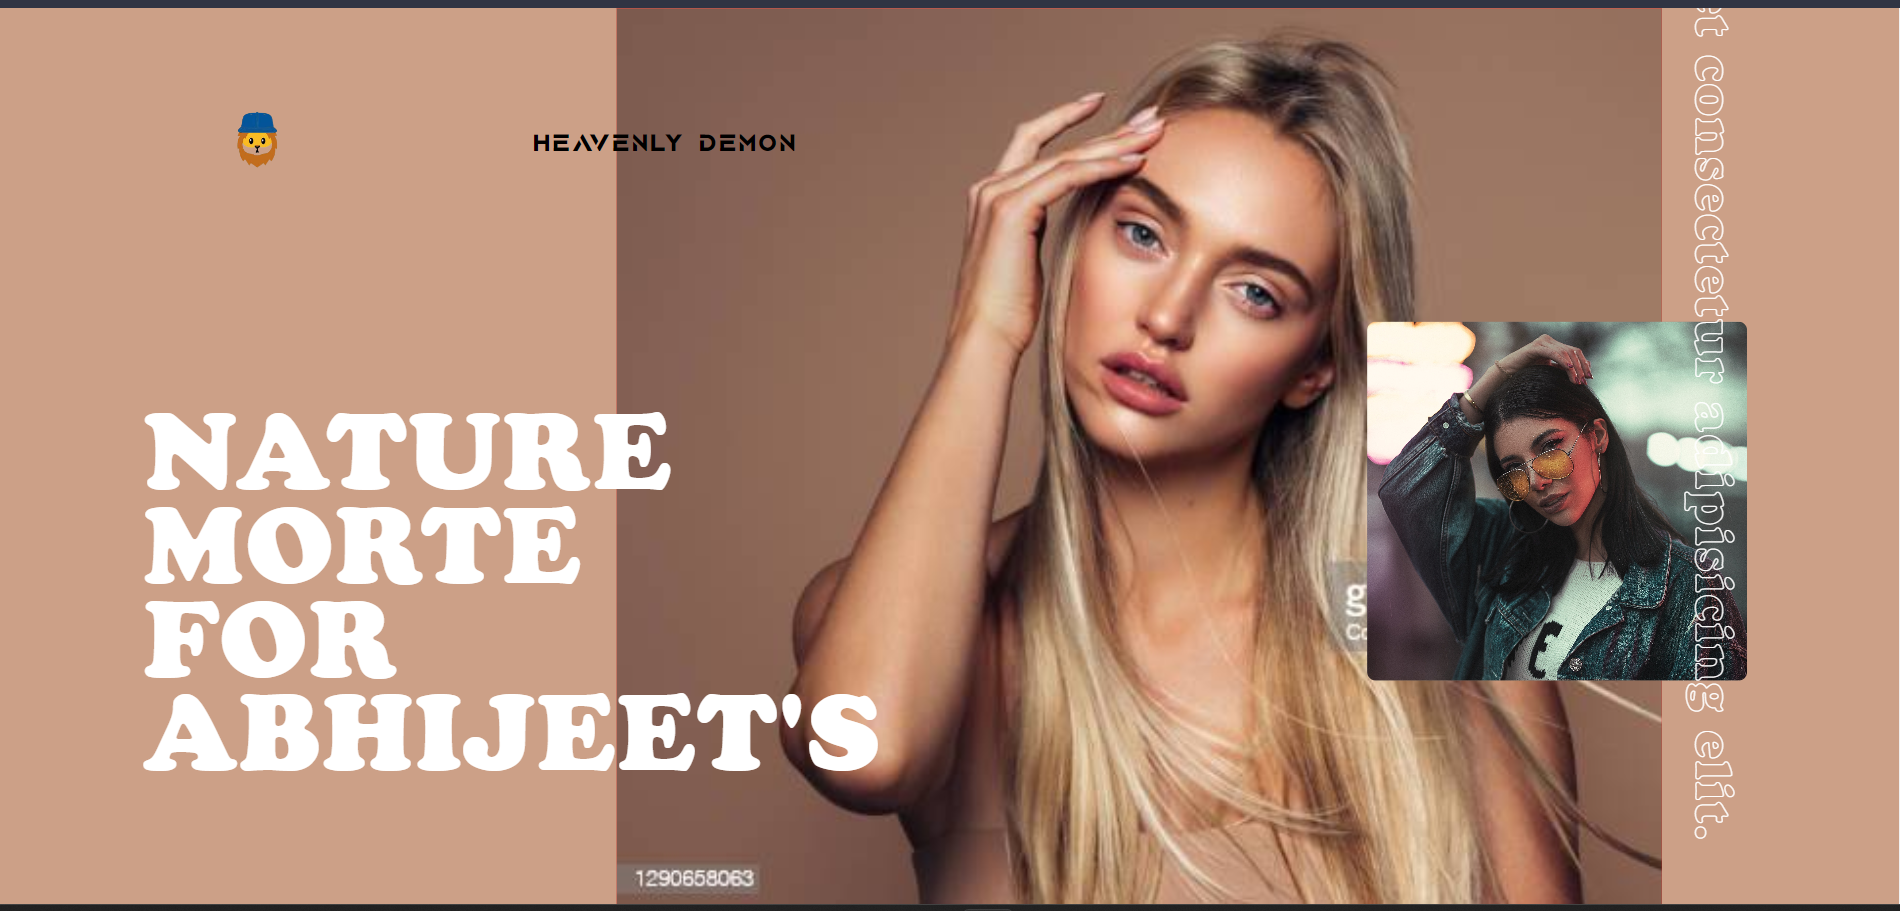 HEAVENLY DEMON
NATURE
MORTE
FOR
ABHIJEET'S
consectetur adipisicing elit.
1290658063